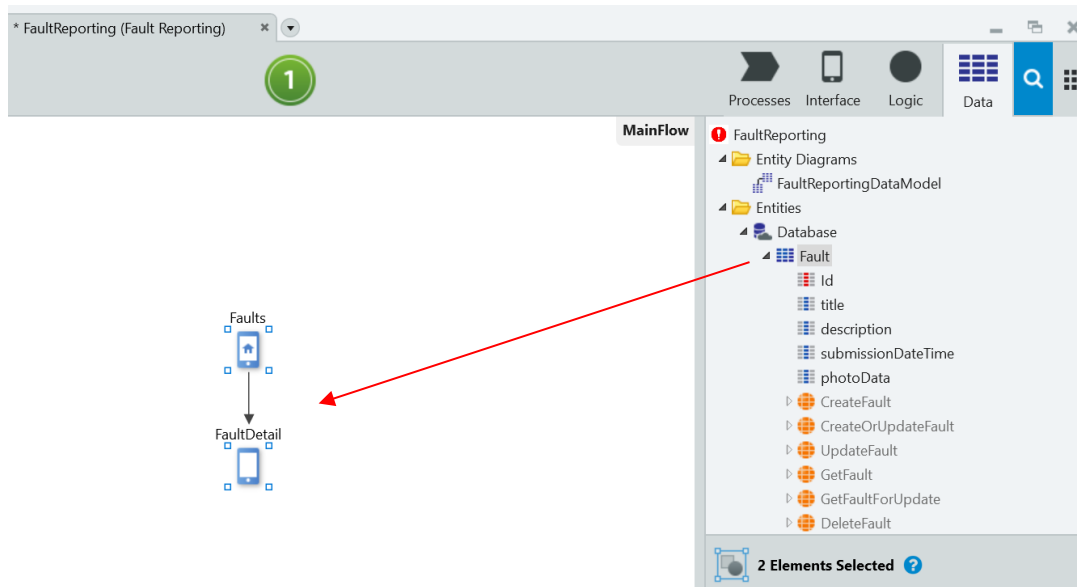 * FaultReporting (Fault Reporting)
1
Processes
Interface
Logic
Data
MainFlow
FaultReporting
Entity Diagrams
FaultReportingDataModel
Entities
Database
Fault
Id
title
description
submissionDateTime
photoData
CreateFault
CreateOrUpdateFault
UpdateFault
GetFault
GetFaultForUpdate
DeleteFault
Faults
FaultDetail
2 Elements Selected